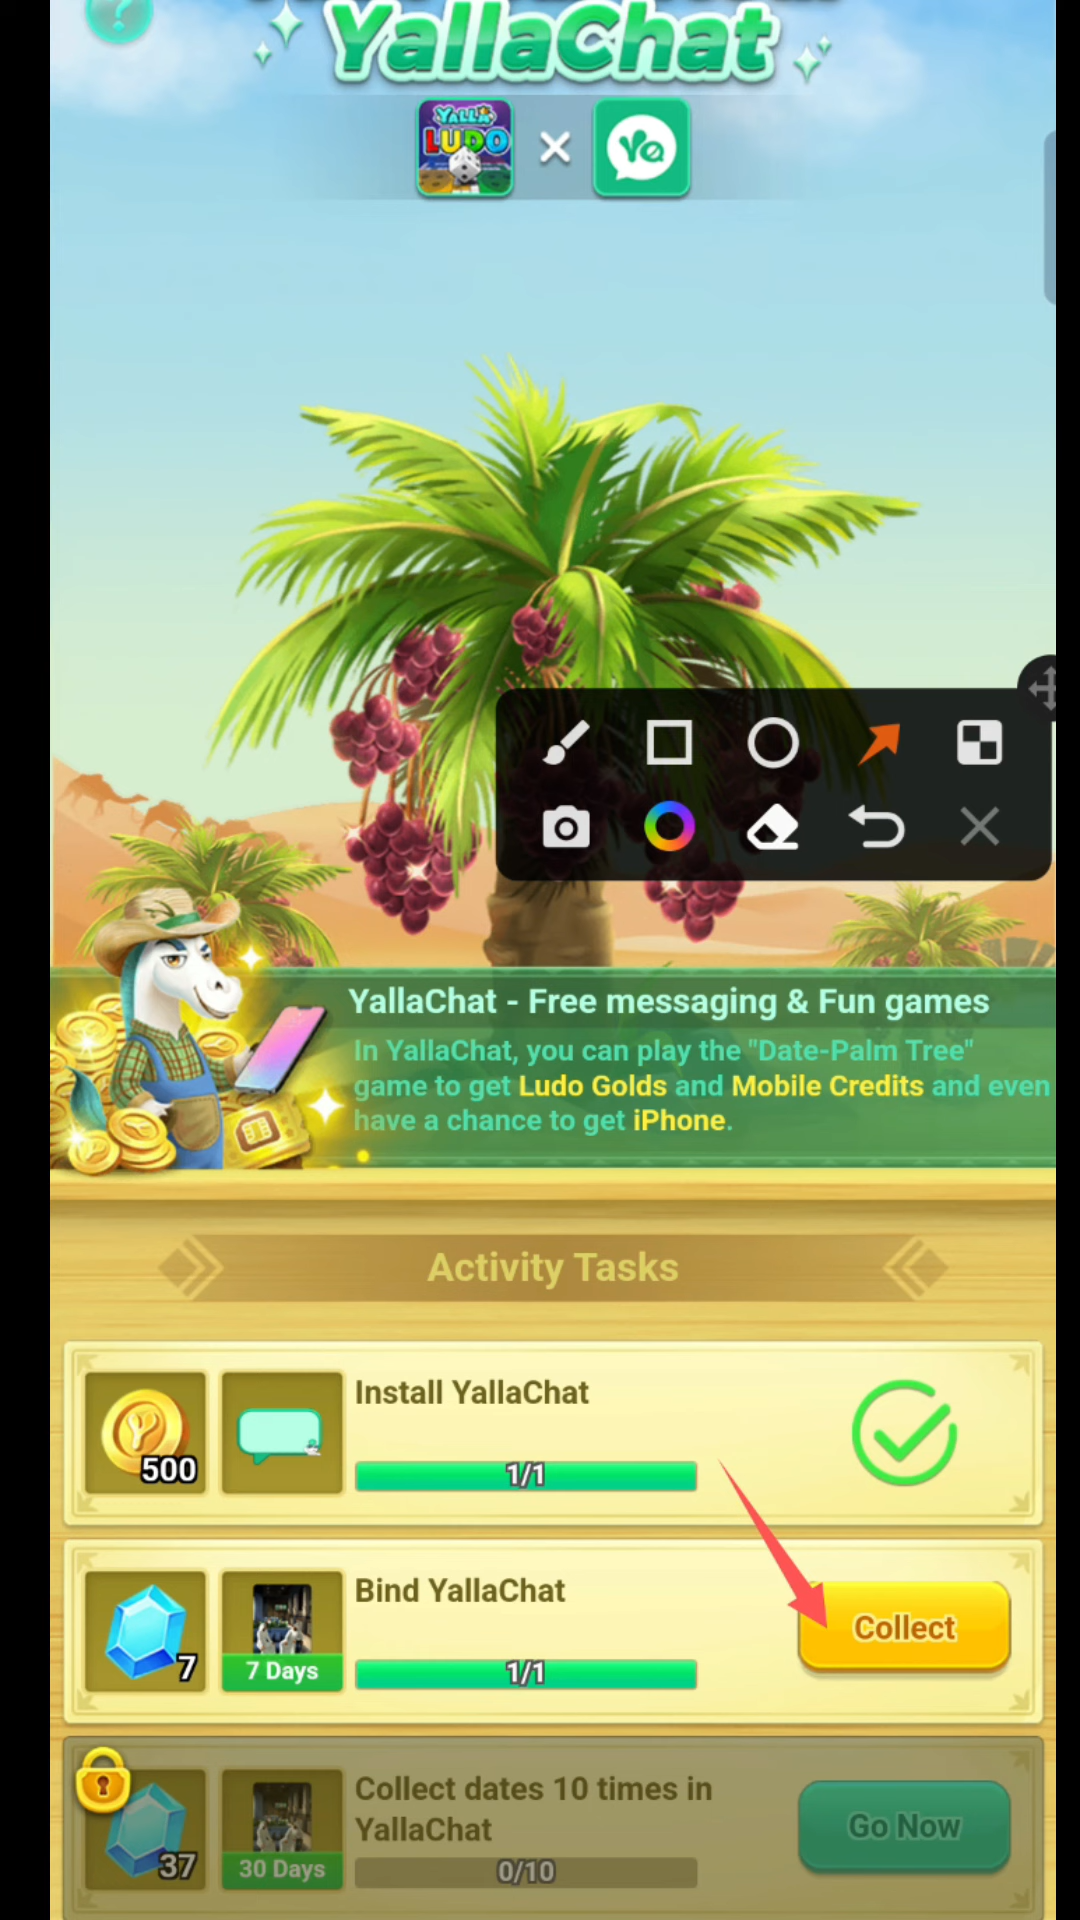 ?
YallaChat
YALLA
LUDO
Ya
YallaChat - Free messaging & Fun games
In YallaChat, you can play the "Date-Palm Tree"
game to get Ludo Golds and Mobile Credits and even
have a chance to get iPhone.
Activity Tasks
Install YallaChat
500
1/1
Bind YallaChat
7
7 Days
1/1
Collect
Collect dates 10 times in
YallaChat
37
30 Days
0/10
Go Now